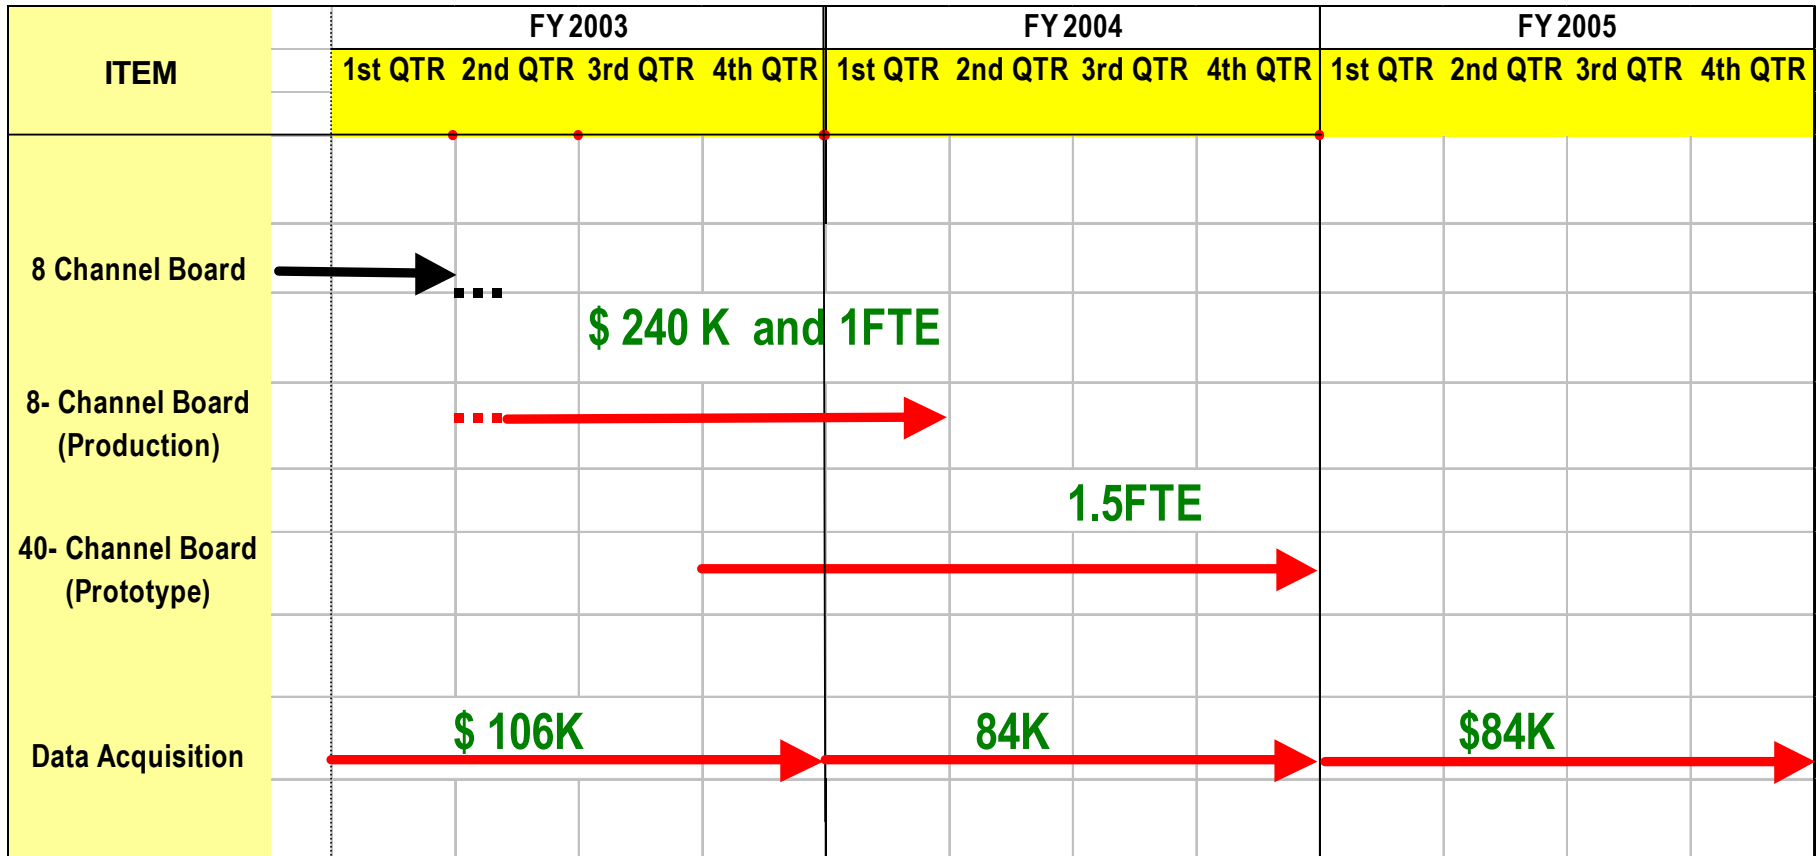 FY 2003 FY 2004 FY 2005
ITEM
1st QTR 2nd QTR 3rd QTR 4th QTR 1st QTR 2nd QTR 3rd QTR 4th QTR 1st QTR 2nd QTR 3rd QTR 4th QTR
8 Channel Board
$ 240 K and 1FTE
8- Channel Board
(Production)
1.5FTE
40- Channel Board
(Prototype)
$ 106K 84K $84K
Data Acquisition